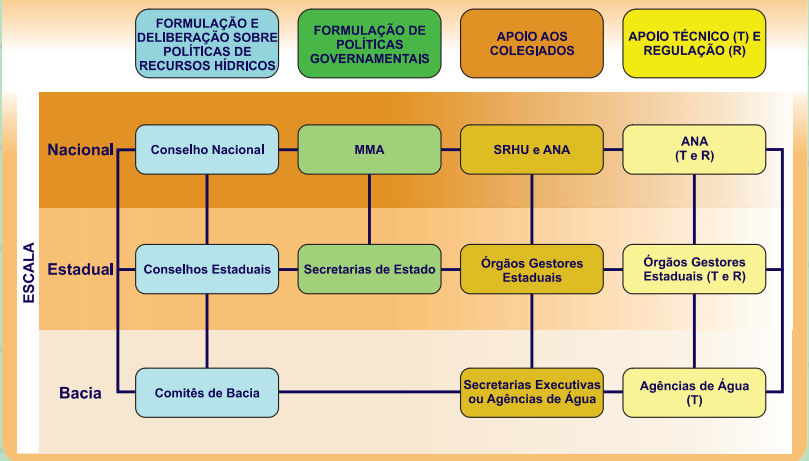 FORMULAÇÃO E
DELIBERAÇÃO SOBRE
POLÍTICAS DE
RECURSOS HÍDRICOS
FORMULAÇÃO DE
POLÍTICAS
GOVERNAMENTAIS
APOIO AOS
COLEGIADOS
APOIO TÉCNICO (T) E
REGULAÇÃO (R)
ESCALA
Nacional
Conselho Nacional
MMA
SRHU e ANA
ANA
(T e R)
Estadual
Conselhos Estaduais
Secretarias de Estado
Órgãos Gestores
Estaduais
Órgãos Gestores
Estaduais (T e R)
Bacia
Comitês de Bacia
Secretarias Executivas
ou Agências de Água
Agências de Água
(T)